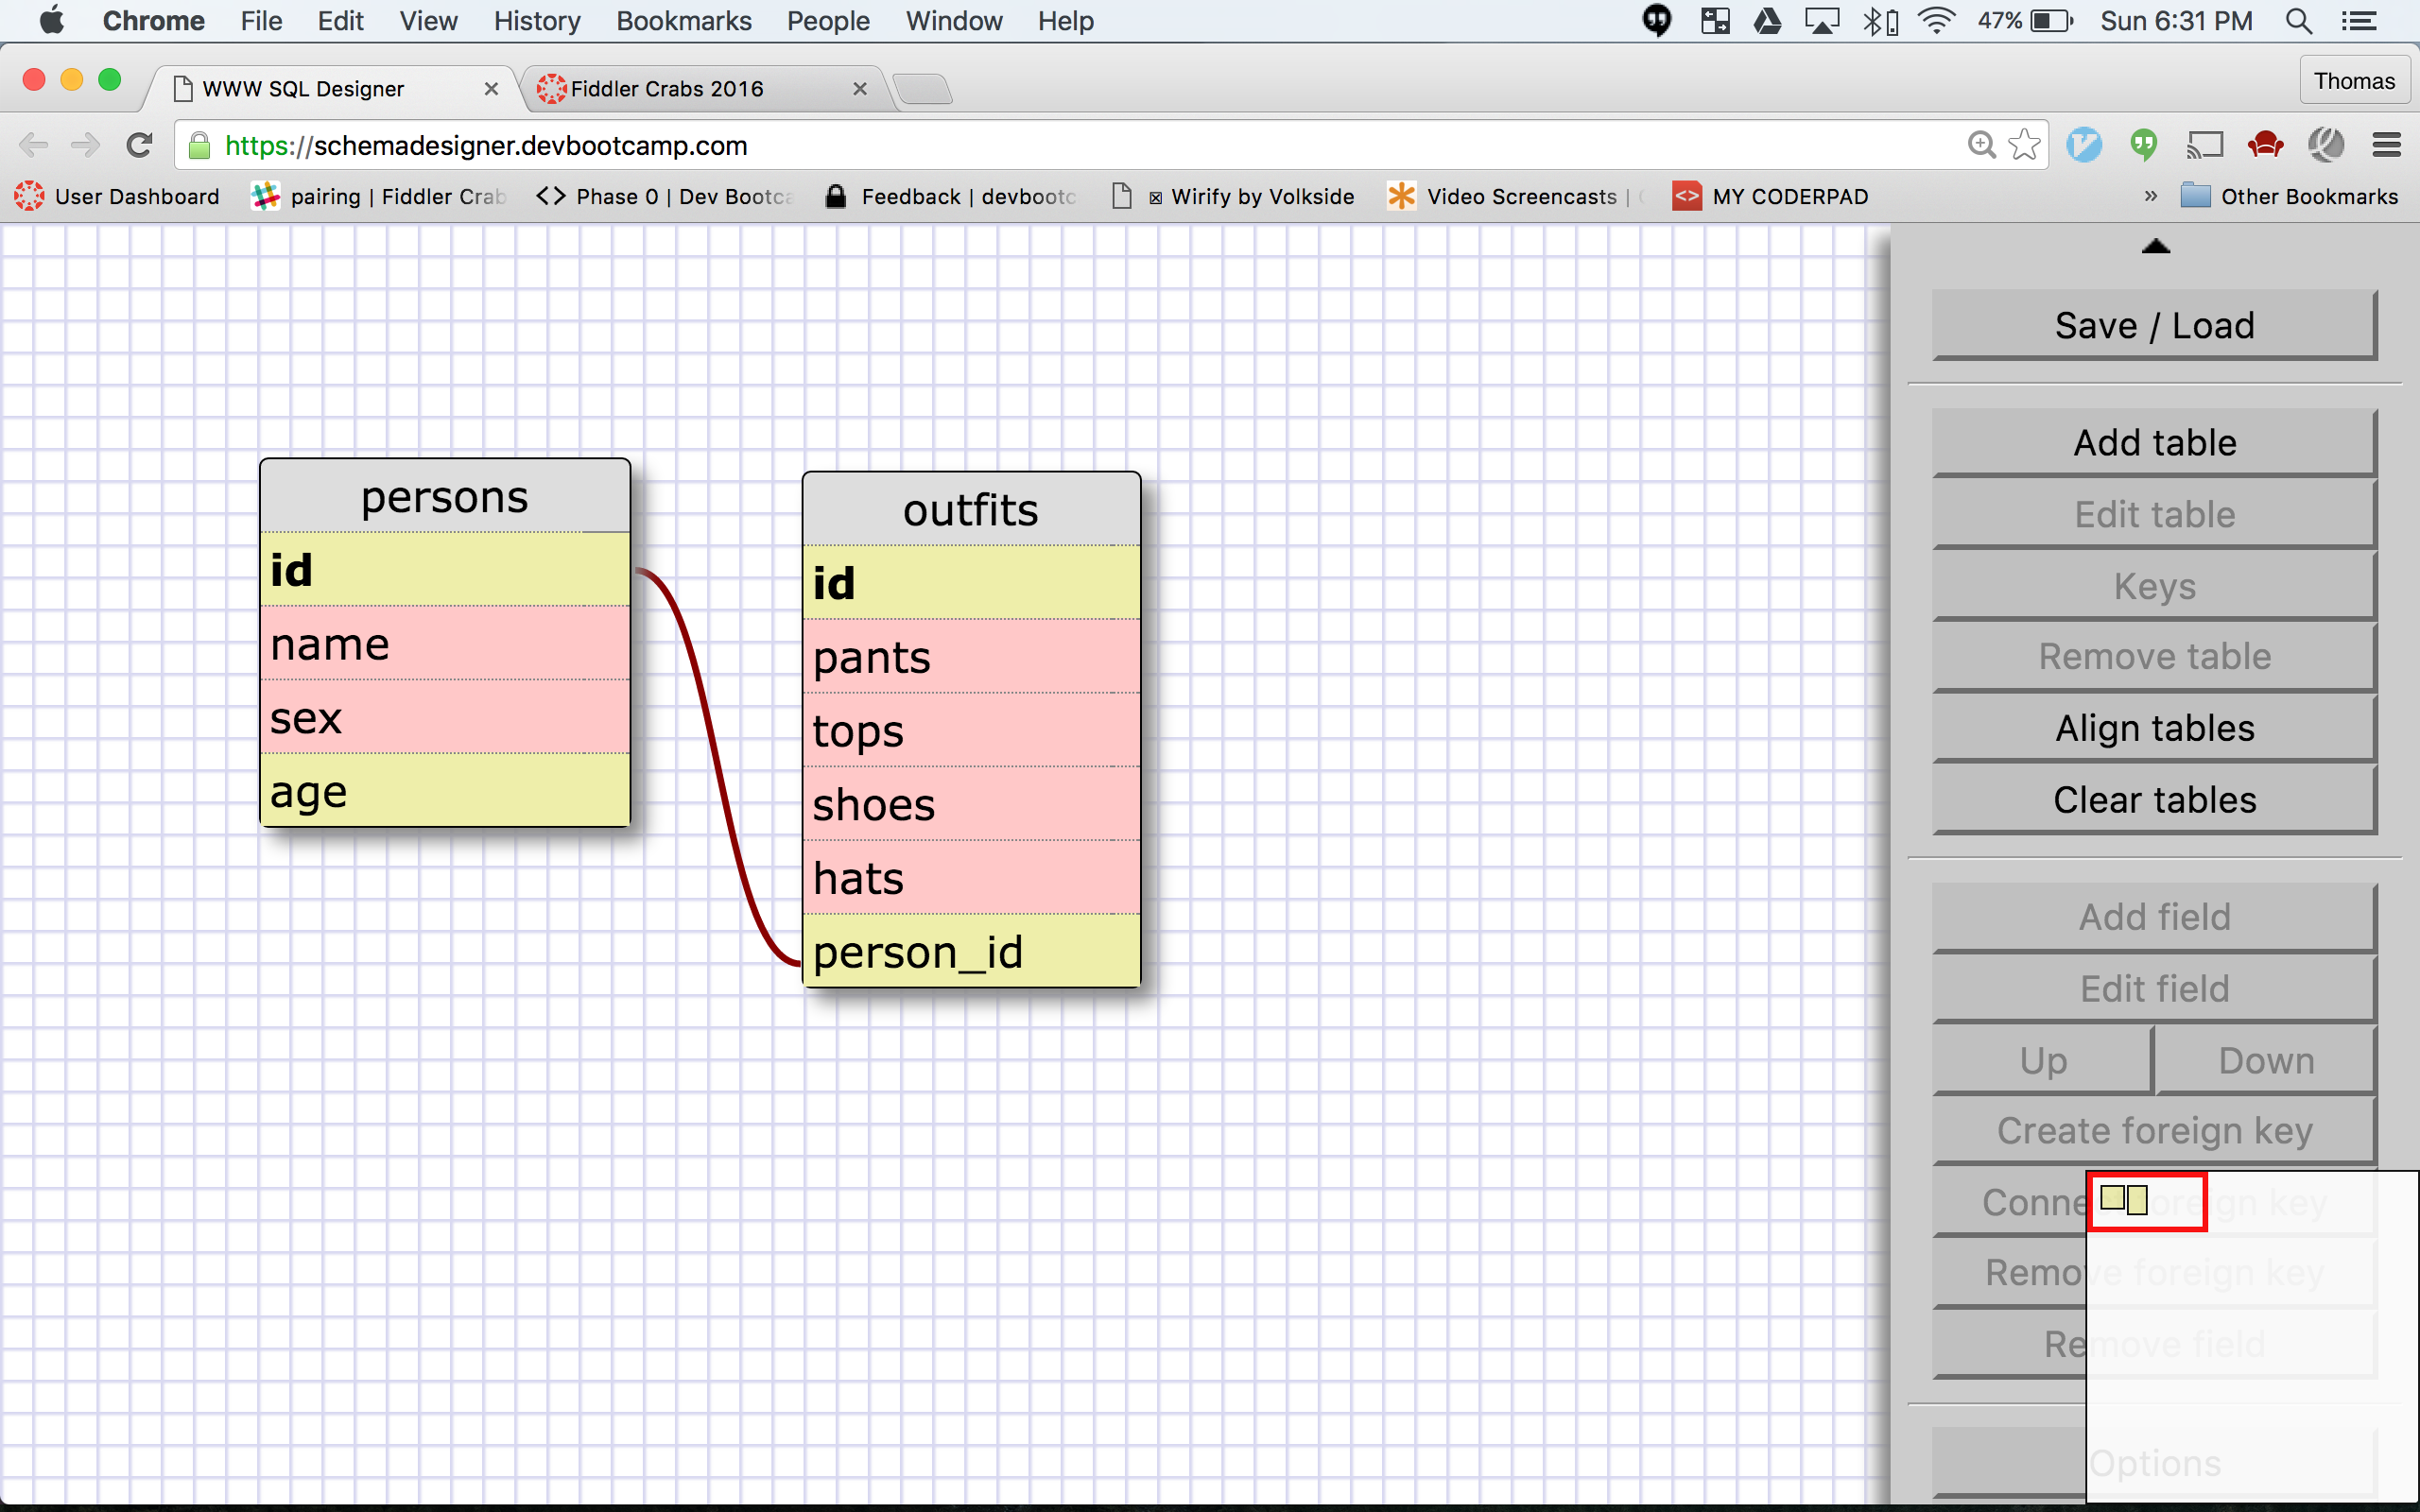 Chrome File Edit View History Bookmarks People Window Help 47% Sun 6:31 PM
WWW SQL Designer Fiddler Crabs 2016 Thomas
https://schemadesigner.devbootcamp.com
User Dashboard pairing | Fiddler Crab Phase 0 | Dev Bootca Feedback | devbootc Wirify by Volkside Video Screencasts | MY CODERPAD » Other Bookmarks
Save / Load
Add table
Edit table
Keys
Remove table
Align tables
Clear tables
Add field
Edit field
Up Down
Create foreign key
Connect foreign key
Remove foreign key
Remove field
Options
persons
id
name
sex
age
outfits
id
pants
tops
shoes
hats
person_id